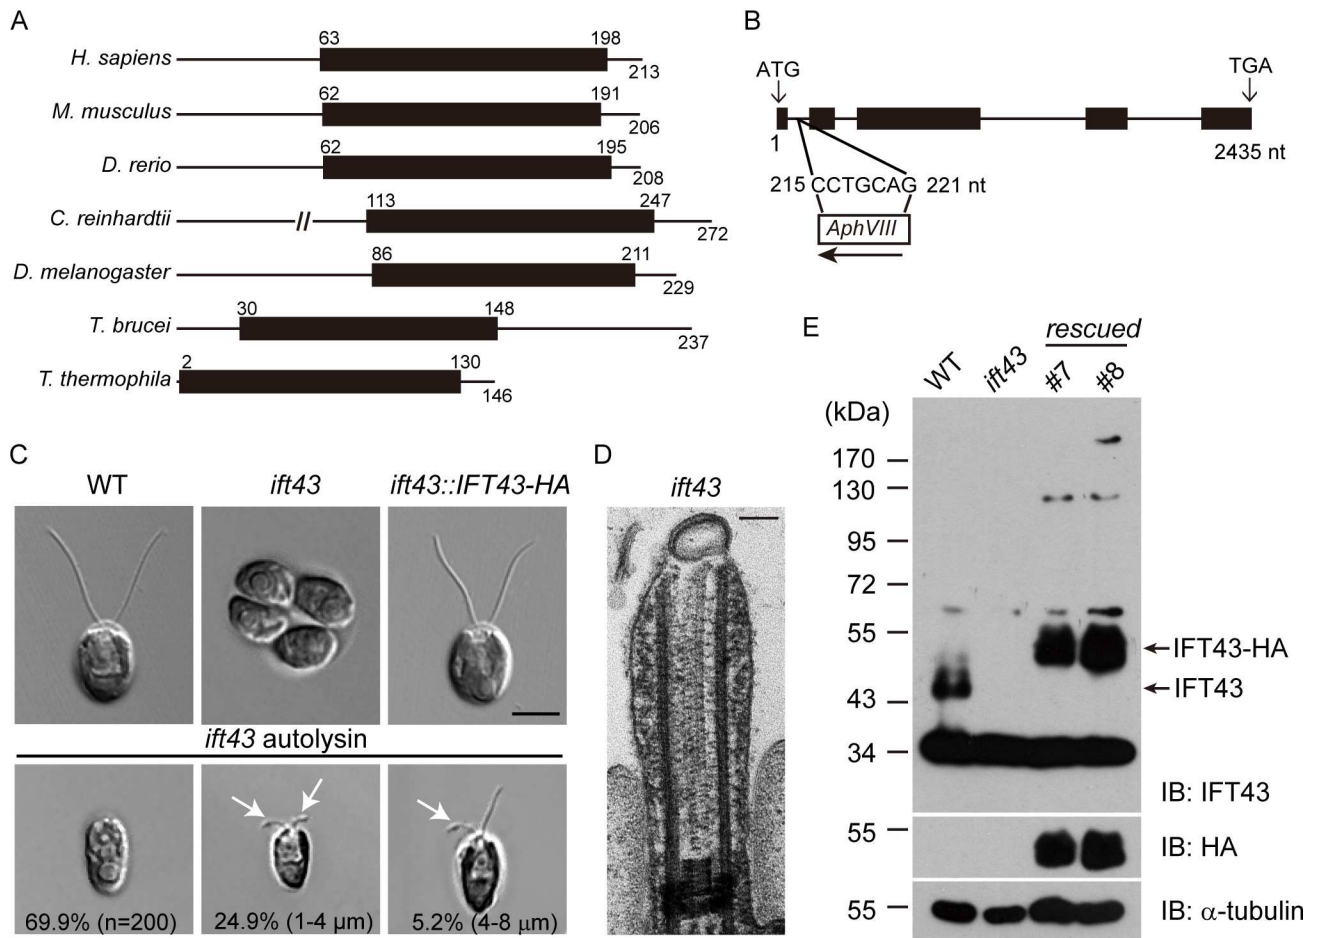 A
H. sapiens 63 198 213
M. musculus 62 191 206
D. rerio 62 195 208
C. reinhardtii 113 247 272
D. melanogaster 86 211 229
T. brucei 30 148 237
T. thermophila 2 130 146
B
ATG TGA
1 2435 nt
215 CCTGCAG 221 nt
AphVIII
C
WT ift43 ift43::IFT43-HA
ift43 autolysin
69.9% (n=200) 24.9% (1-4 μm) 5.2% (4-8 μm)
D
ift43
E
rescued
WT ift43 #7 #8
(kDa)
170
130
95
72
55
IFT43-HA
IFT43
43
34
IB: IFT43
55
IB: HA
55
IB: α-tubulin